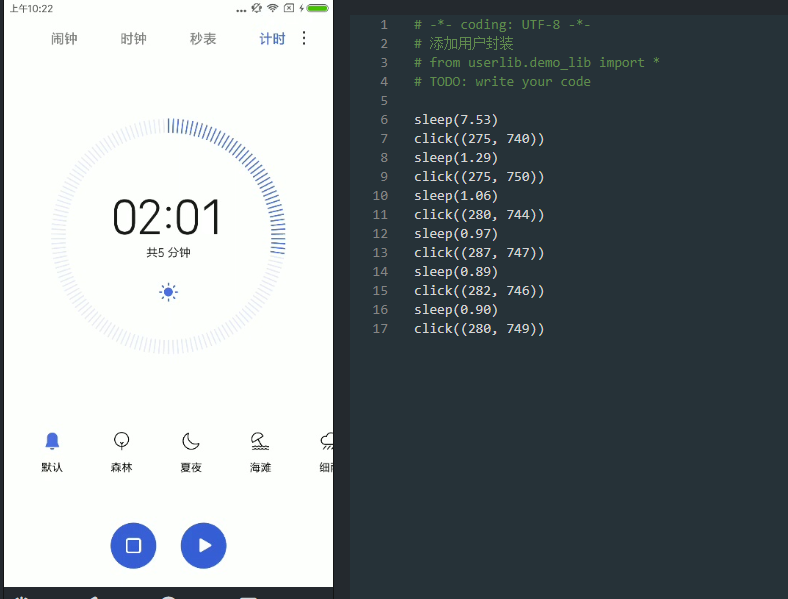 上午10:22
闹钟 时钟 秒表 计时
02:01
共5 分钟
默认 森林 夏夜 海滩
1 # -*- coding: UTF-8 -*-
2 # 添加用户封装
3 # from userlib.demo_lib import *
4 # TODO: write your code
5
6 sleep(7.53)
7 click((275, 740))
8 sleep(1.29)
9 click((275, 750))
10 sleep(1.06)
11 click((280, 744))
12 sleep(0.97)
13 click((287, 747))
14 sleep(0.89)
15 click((282, 746))
16 sleep(0.90)
17 click((280, 749))